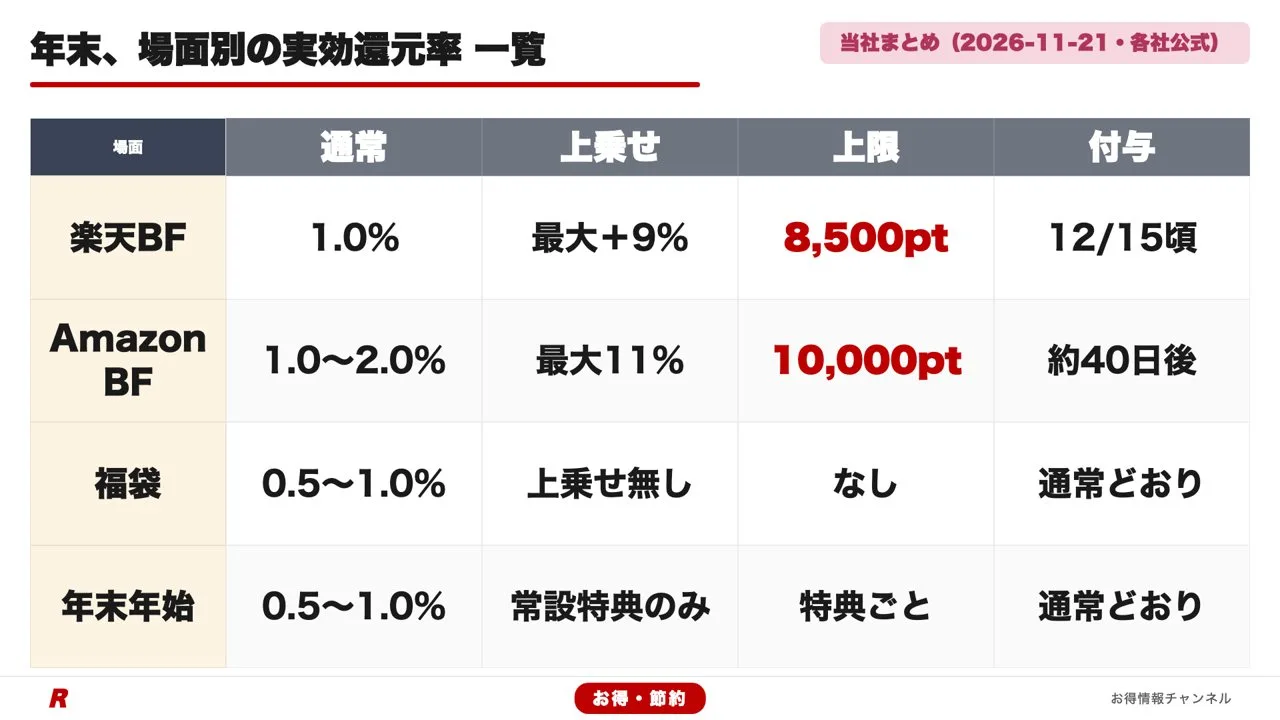 年末、場面別の実効還元率 一覧
当社まとめ（2026-11-21・各社公式）
場面 通常 上乗せ 上限 付与
楽天BF 1.0% 最大＋9% 8,500pt 12/15頃
Amazon BF 1.0〜2.0% 最大11% 10,000pt 約40日後
福袋 0.5〜1.0% 上乗せ無し なし 通常どおり
年末年始 0.5〜1.0% 常設特典のみ 特典ごと 通常どおり
R お得・節約 お得情報チャンネル